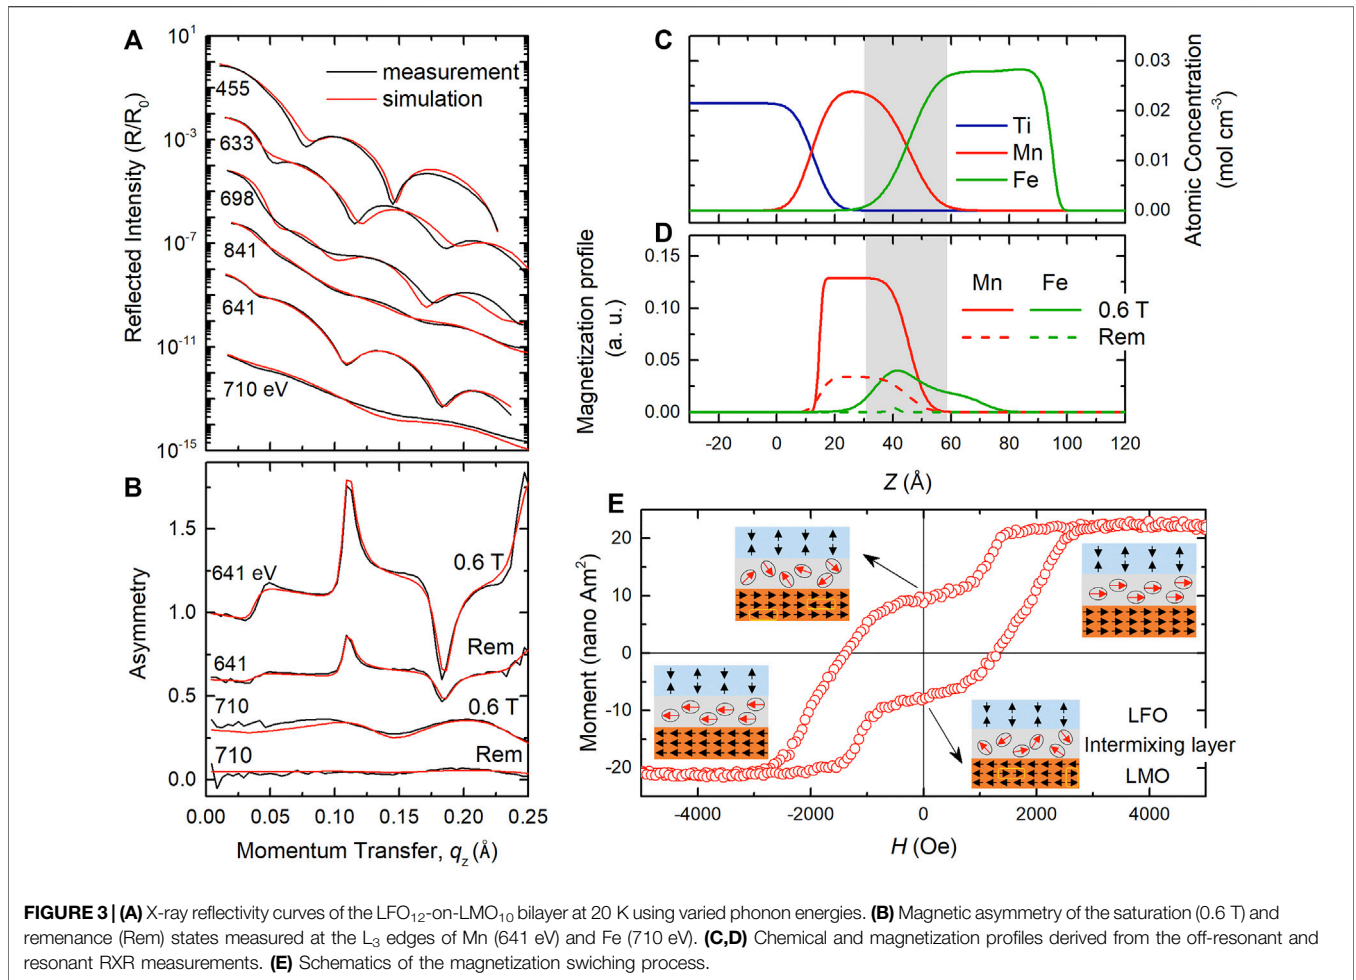 A
10^1
10^-3
10^-7
10^-11
10^-15
Reflected Intensity (R/R_0)
measurement
simulation
455
633
698
841
641
710 eV
B
1.5
1.0
0.5
0.0
Asymmetry
641 eV
0.6 T
641
Rem
710
0.6 T
710
Rem
0.00 0.05 0.10 0.15 0.20 0.25
Momentum Transfer, q_z (Å)
C
Ti
Mn
Fe
0.03
0.02
0.01
0.00
Atomic Concentration
(mol cm^-3)
D
0.15
0.10
0.05
0.00
Magnetization profile
(a. u.)
Mn Fe
0.6 T
Rem
-20 0 20 40 60 80 100 120
Z (Å)
E
20
10
0
-10
-20
Moment (nano Am^2)
LFO
Intermixing layer
LMO
-4000 -2000 0 2000 4000
H (Oe)
FIGURE 3 | (A) X-ray reflectivity curves of the LFO_12-on-LMO_10 bilayer at 20 K using varied phonon energies. (B) Magnetic asymmetry of the saturation (0.6 T) and
remenance (Rem) states measured at the L_3 edges of Mn (641 eV) and Fe (710 eV). (C,D) Chemical and magnetization profiles derived from the off-resonant and
resonant RXR measurements. (E) Schematics of the magnetization swiching process.